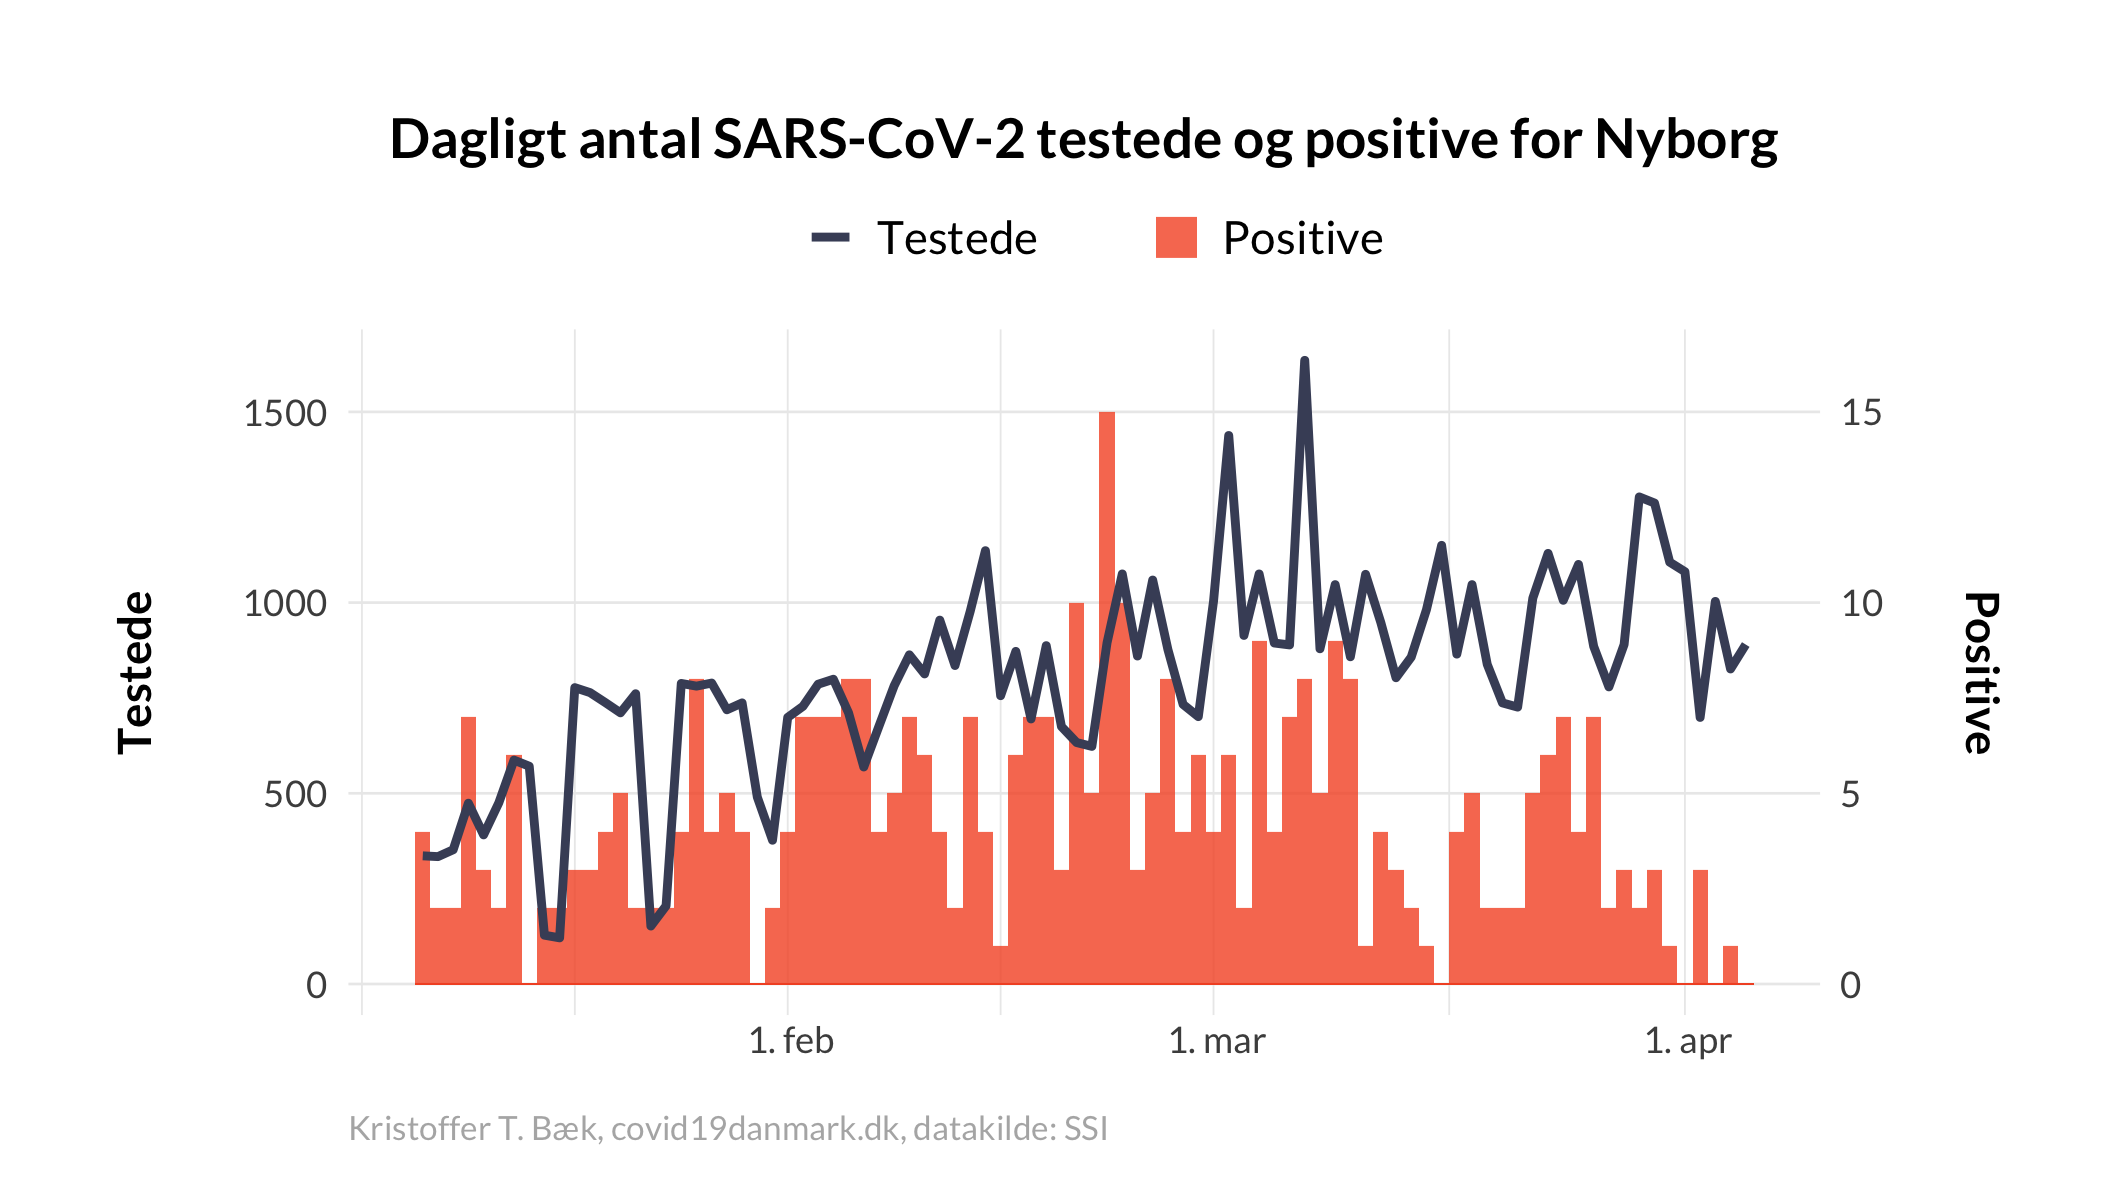 Dagligt antal SARS-CoV-2 testede og positive for Nyborg
Testede Positive
1500 15
1000 10
500 5
0 0
Testede
Positive
1. feb 1. mar 1. apr
Kristoffer T. Bæk, covid19danmark.dk, datakilde: SSI